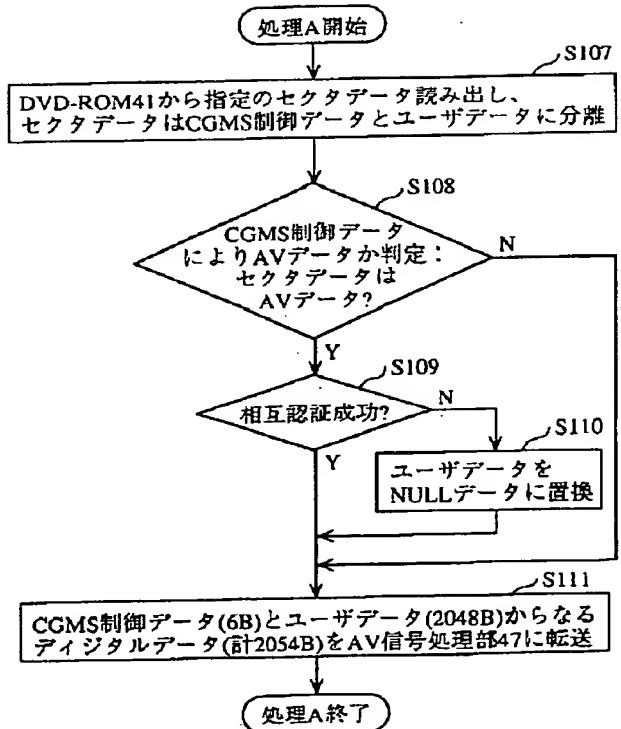 処理A開始
S107
DVD-ROM41から指定のセクタデータ読み出し、
セクタデータはCGMS制御データとユーザデータに分離
S108
CGMS制御データ
によりAVデータか判定：
セクタデータは
AVデータ?
N
Y
S109
相互認証成功?
N
Y
S110
ユーザデータを
NULLデータに置換
S111
CGMS制御データ(6B)とユーザデータ(2048B)からなる
ディジタルデータ(計2054B)をAV信号処理部47に転送
処理A終了